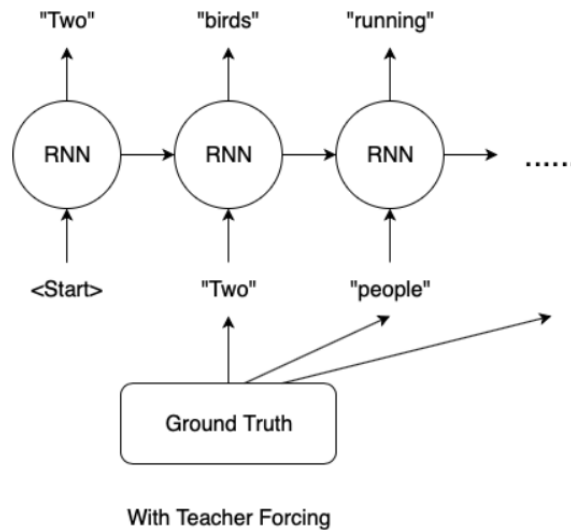 "Two" "birds" "running"
RNN RNN RNN ......
<Start> "Two" "people"
Ground Truth
With Teacher Forcing